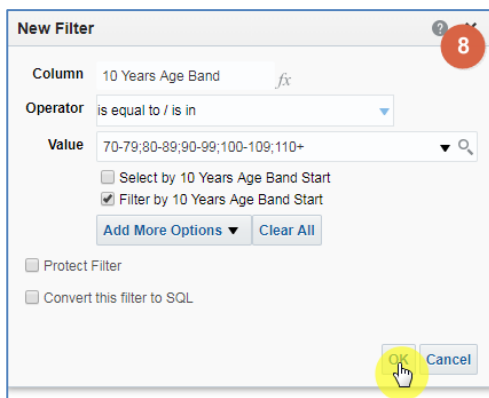 New Filter ?
8
Column 10 Years Age Band fx
Operator is equal to / is in
Value 70-79;80-89;90-99;100-109;110+
Select by 10 Years Age Band Start
Filter by 10 Years Age Band Start
Add More Options Clear All
Protect Filter
Convert this filter to SQL
OK Cancel